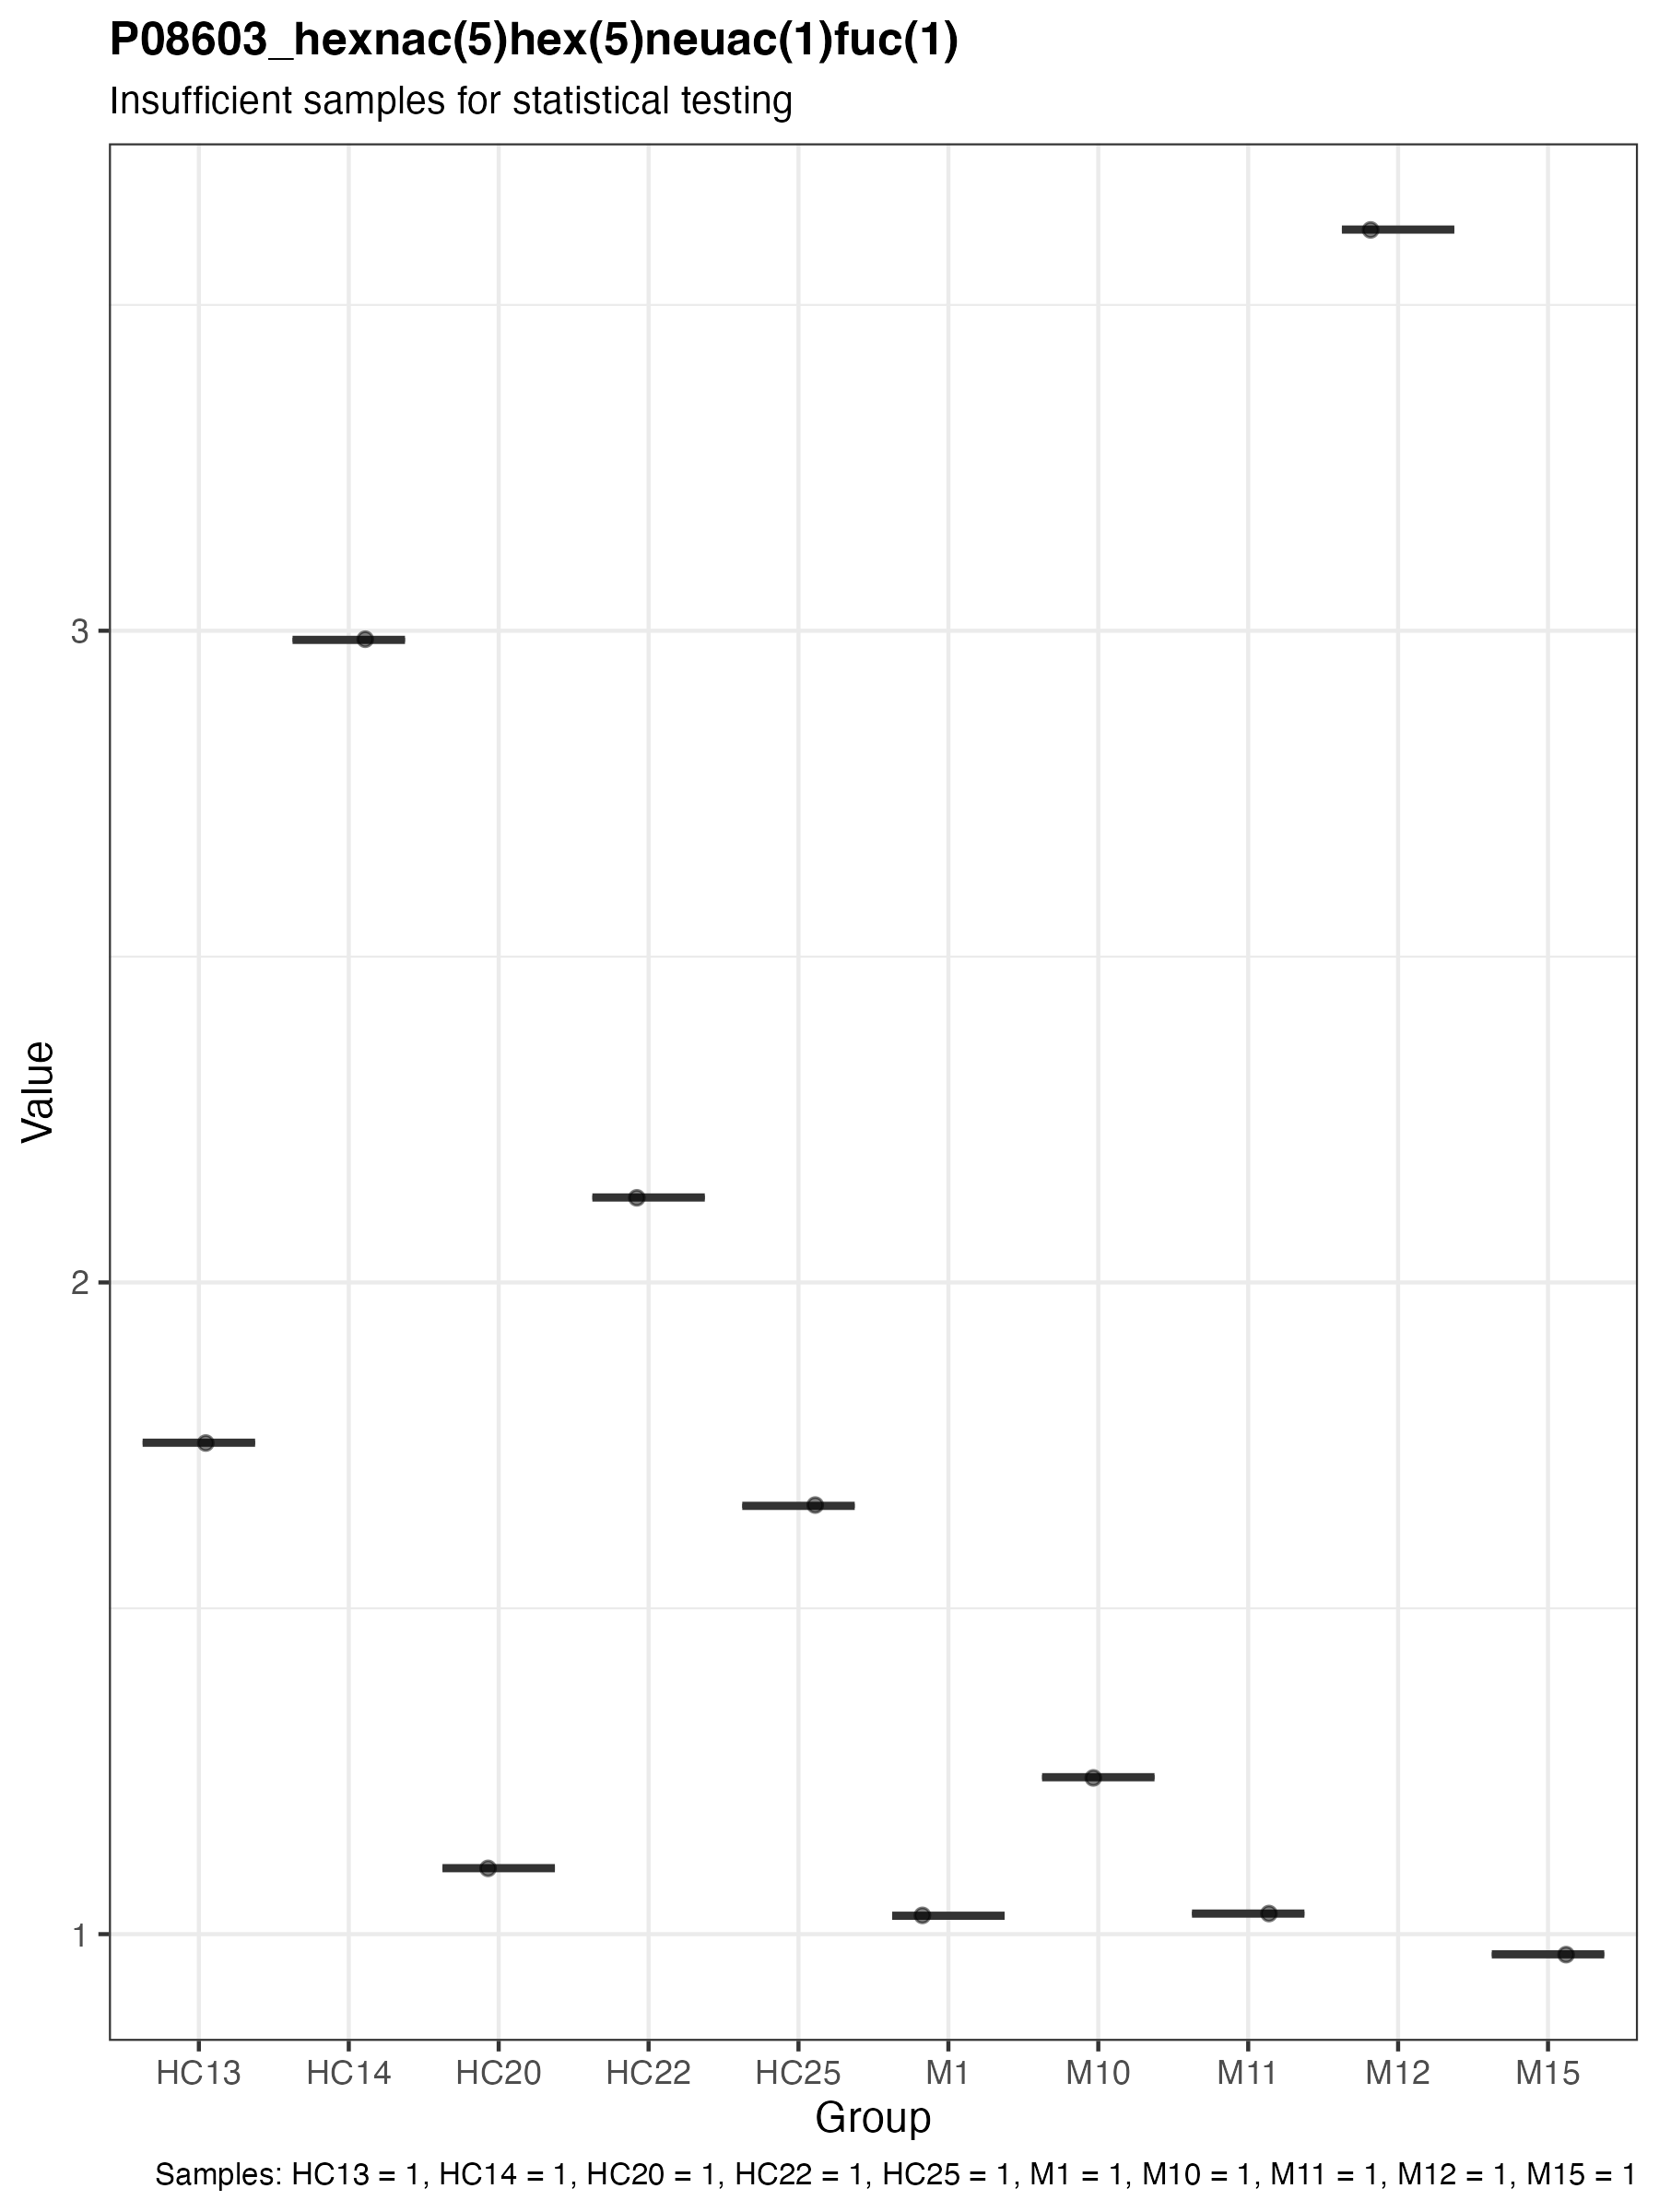 P08603_hexnac(5)hex(5)neuac(1)fuc(1)
Insufficient samples for statistical testing
3
2
1
Value
HC13 HC14 HC20 HC22 HC25 M1 M10 M11 M12 M15
Group
Samples: HC13 = 1, HC14 = 1, HC20 = 1, HC22 = 1, HC25 = 1, M1 = 1, M10 = 1, M11 = 1, M12 = 1, M15 = 1